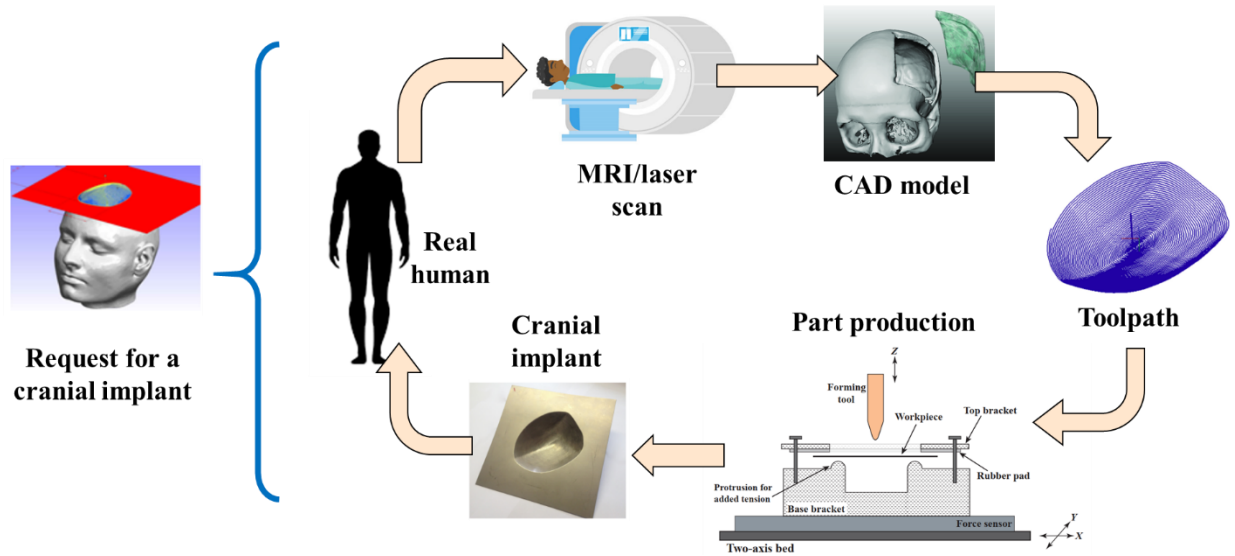 Request for a
cranial implant
Real
human
MRI/laser
scan
CAD model
Toolpath
Part production
Z
Forming
tool
Workpiece
Top bracket
Rubber pad
Protrusion for
added tension
Base bracket
Force sensor
Two-axis bed
Y
X
Cranial
implant